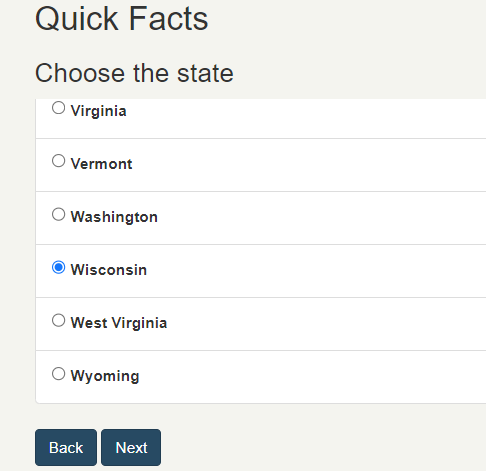 Quick Facts
Choose the state
Virginia
Vermont
Washington
Wisconsin
West Virginia
Wyoming
Back
Next